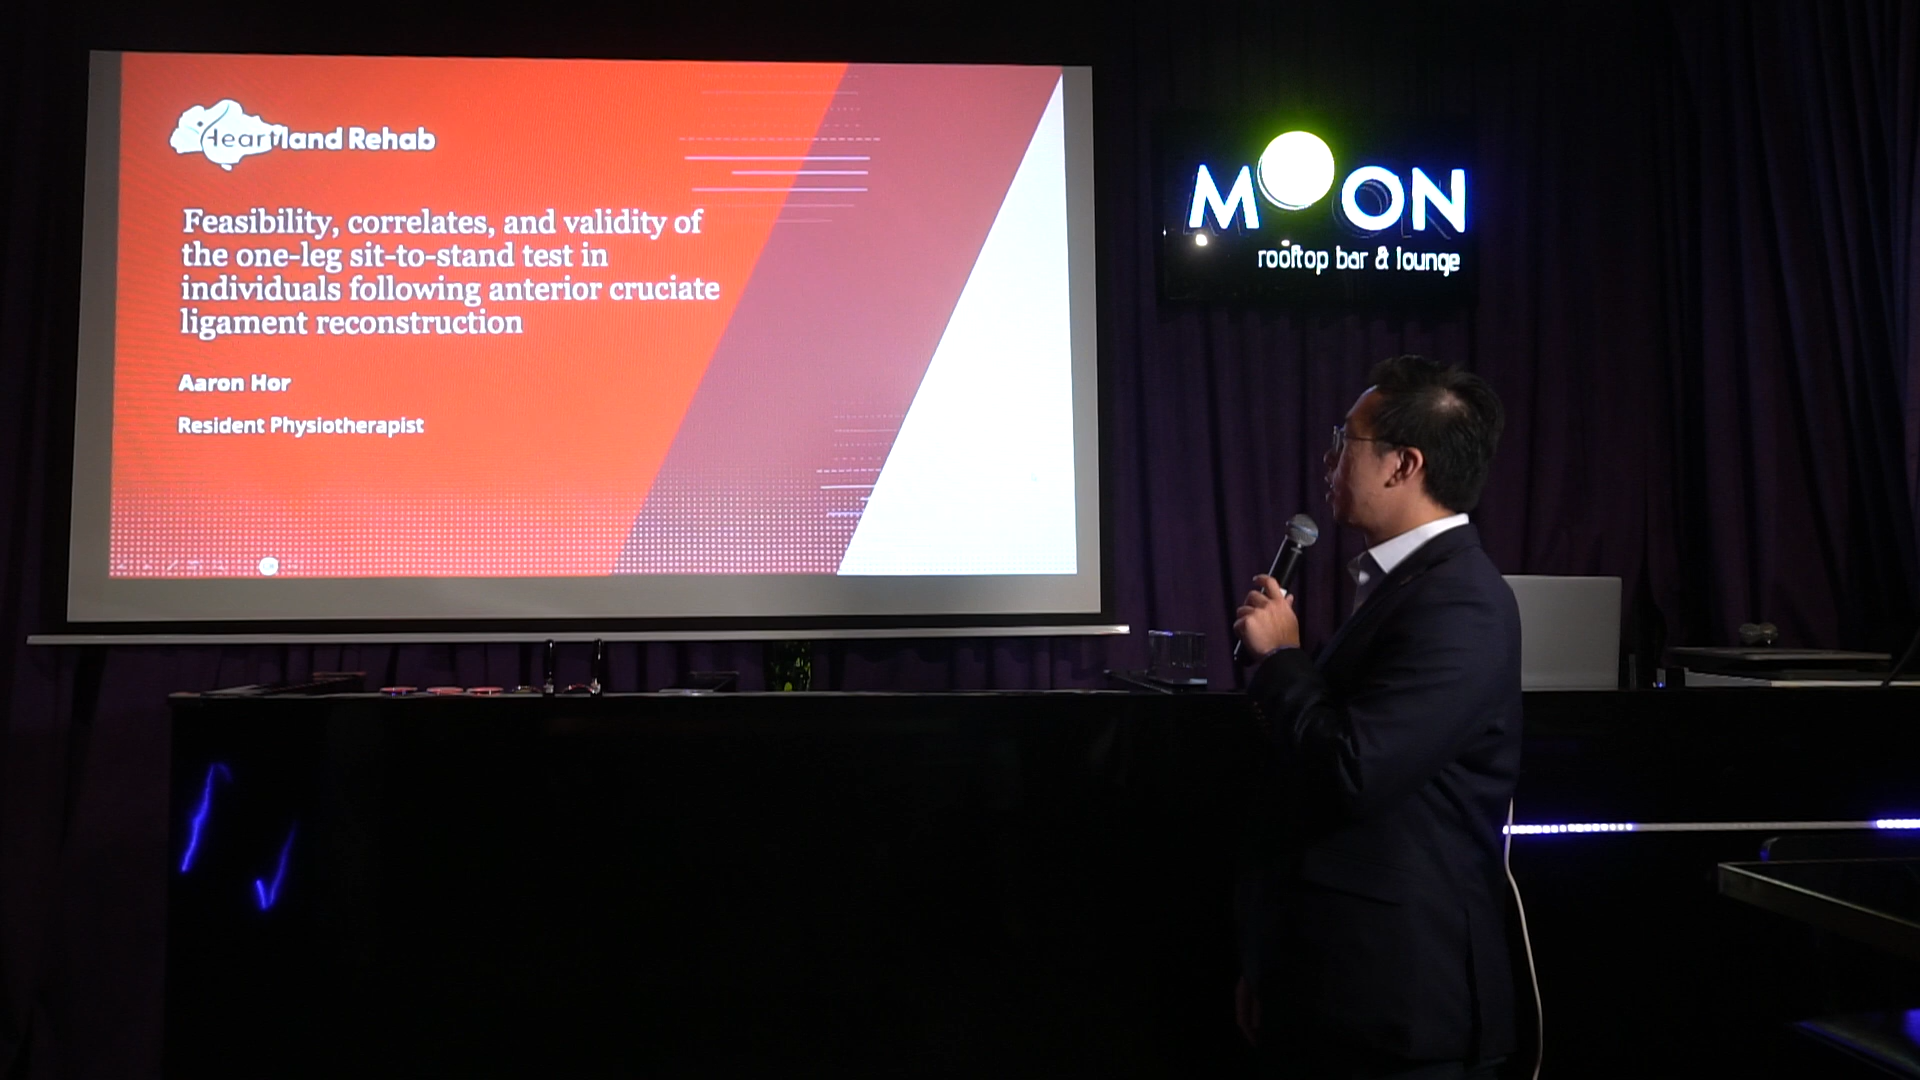 Heartland Rehab
Feasibility, correlates, and validity of
the one-leg sit-to-stand test in
individuals following anterior cruciate
ligament reconstruction
Aaron Hor
Resident Physiotherapist
MOON
rooftop bar & lounge